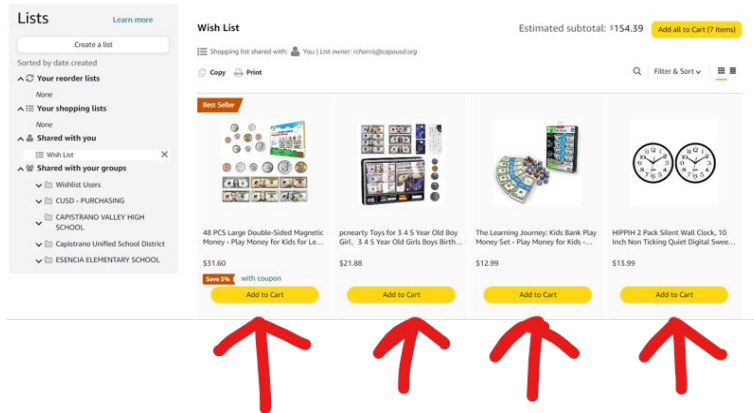 Lists
Learn more
Create a list
Sorted by date created
Your reorder lists
None
Your shopping lists
None
Shared with you
Wish List
Shared with your groups
Wishlist Users
CUSD - PURCHASING
CAPISTRANO VALLEY HIGH
SCHOOL
Capistrano Unified School District
ESENCIA ELEMENTARY SCHOOL
Wish List
Estimated subtotal: $154.39
Add all to Cart (7 items)
Shopping list shared with: You | List owner: rcharris@capousd.org
Copy Print
Filter & Sort
Best Seller
48 PCS Large Double-Sided Magnetic
Money - Play Money for Kids for Le...
$31.60
Save 5% with coupon
Add to Cart
pcnearty Toys for 3 4 5 Year Old Boy
Girl, 3 4 5 Year Old Girls Boys Birth...
$21.88
Add to Cart
The Learning Journey: Kids Bank Play
Money Set - Play Money for Kids -...
$12.99
Add to Cart
HIPPIH 2 Pack Silent Wall Clock, 10
Inch Non Ticking Quiet Digital Swee...
$13.99
Add to Cart